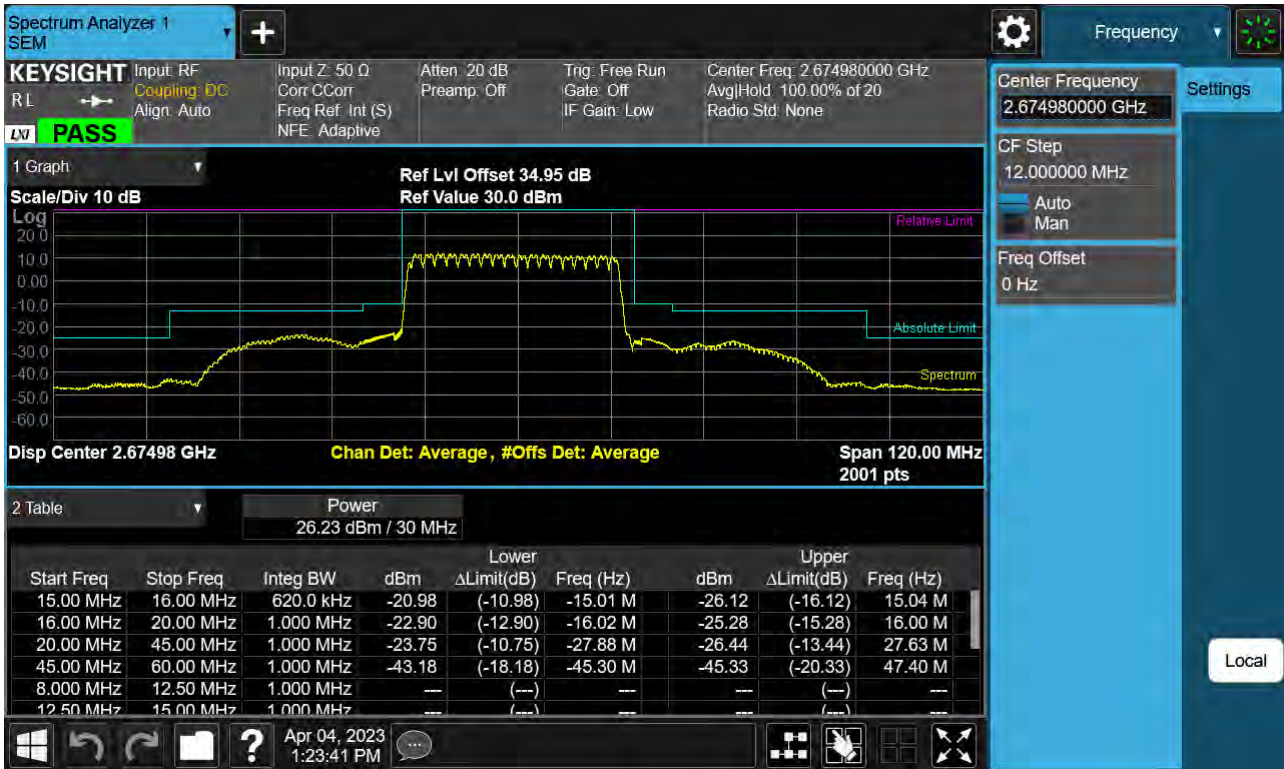 Spectrum Analyzer 1
SEM
Frequency
KEYSIGHT
R L
LXI
PASS
Input: RF
Coupling: DC
Align: Auto
Input Z: 50 Ω
Corr CCorr
Freq Ref: Int (S)
NFE: Adaptive
Atten: 20 dB
Preamp: Off
Trig: Free Run
Gate: Off
IF Gain: Low
Center Freq: 2.674980000 GHz
Avg|Hold: 100.00% of 20
Radio Std: None
Center Frequency
2.674980000 GHz
Settings
CF Step
12.000000 MHz
Auto
Man
Freq Offset
0 Hz
Local
1 Graph
Scale/Div 10 dB
Ref Lvl Offset 34.95 dB
Ref Value 30.0 dBm
Log
20.0
10.0
0.00
-10.0
-20.0
-30.0
-40.0
-50.0
-60.0
Relative Limit
Absolute Limit
Spectrum
Disp Center 2.67498 GHz Chan Det: Average, #Offs Det: Average Span 120.00 MHz
2001 pts
2 Table
Power
26.23 dBm / 30 MHz
Lower Upper
Start Freq Stop Freq Integ BW dBm ΔLimit(dB) Freq (Hz) dBm ΔLimit(dB) Freq (Hz)
15.00 MHz 16.00 MHz 620.0 kHz -20.98 (-10.98) -15.01 M -26.12 (-16.12) 15.04 M
16.00 MHz 20.00 MHz 1.000 MHz -22.90 (-12.90) -16.02 M -25.28 (-15.28) 16.00 M
20.00 MHz 45.00 MHz 1.000 MHz -23.75 (-10.75) -27.88 M -26.44 (-13.44) 27.63 M
45.00 MHz 60.00 MHz 1.000 MHz -43.18 (-18.18) -45.30 M -45.33 (-20.33) 47.40 M
8.000 MHz 12.50 MHz 1.000 MHz --- (---) --- --- (---) ---
12.50 MHz 15.00 MHz 1.000 MHz --- (---) --- --- (---) ---
?
Apr 04, 2023
1:23:41 PM